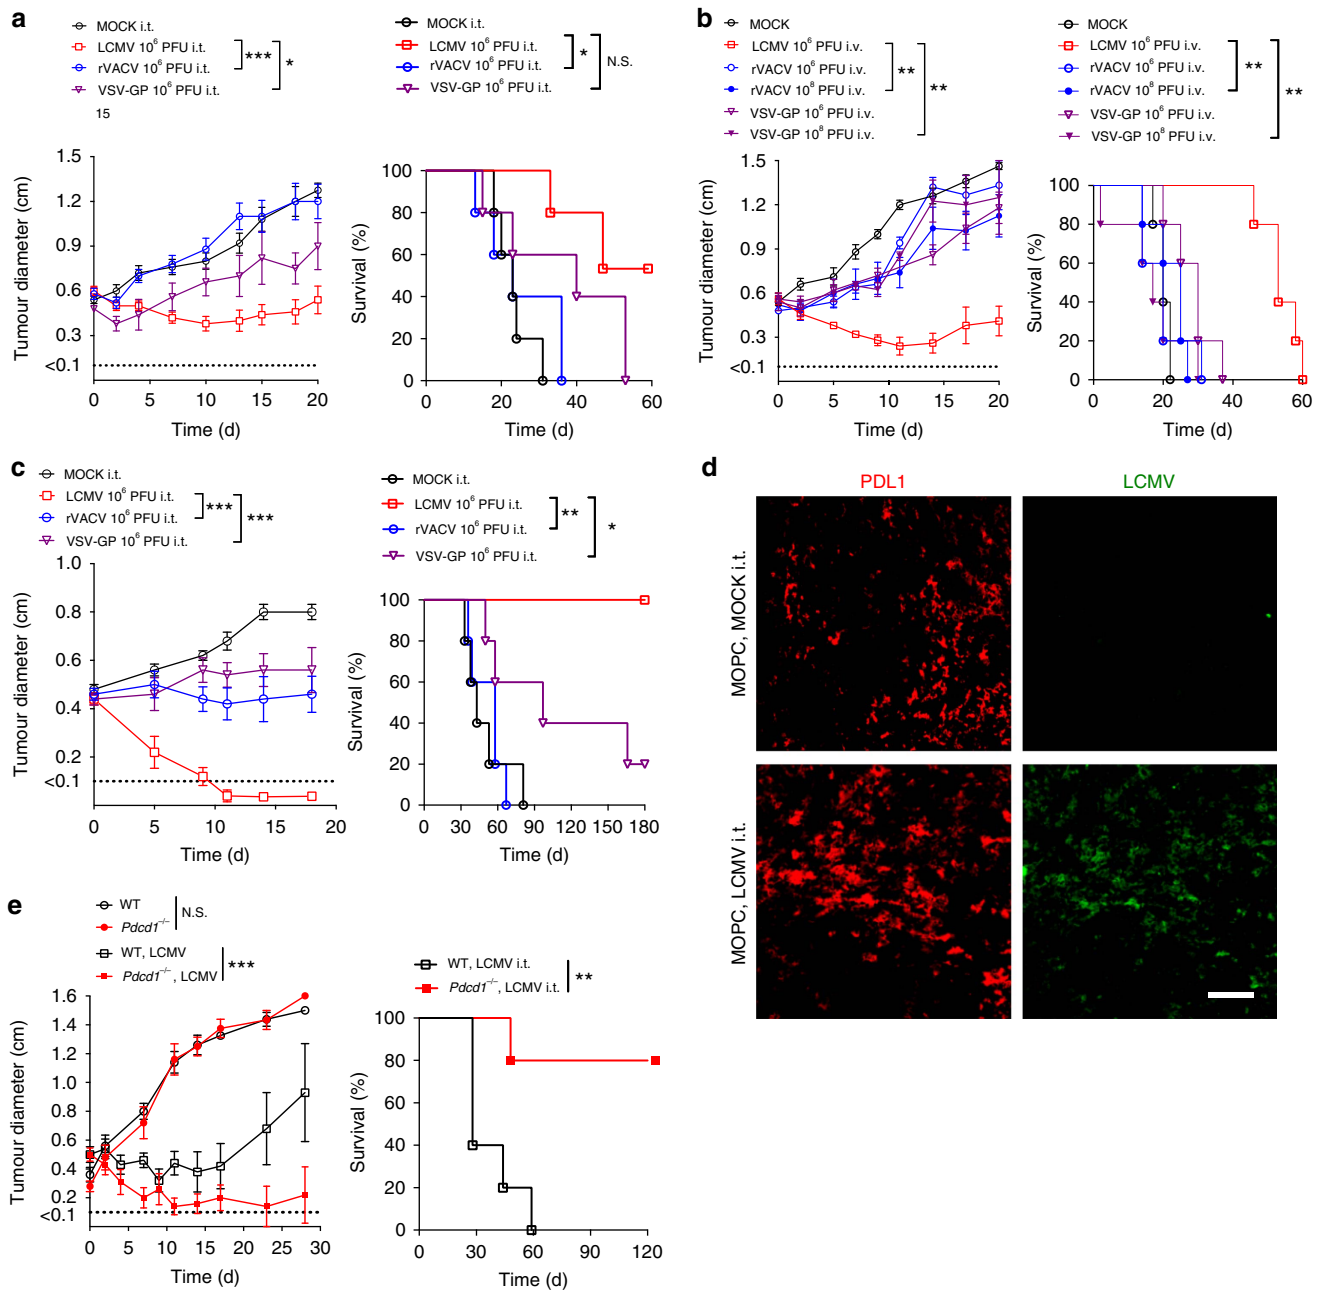 a
MOCK i.t.
LCMV 10⁶ PFU i.t.
rVACV 10⁶ PFU i.t.
VSV-GP 10⁶ PFU i.t.
***
*
15
Tumour diameter (cm)
1.5
1.2
0.9
0.6
0.3
<0.1
0 5 10 15 20
Time (d)
MOCK i.t.
LCMV 10⁶ PFU i.t.
rVACV 10⁶ PFU i.t.
VSV-GP 10⁶ PFU i.t.
*
N.S.
Survival (%)
100
80
60
40
20
0
0 20 40 60
Time (d)
b
MOCK
LCMV 10⁶ PFU i.v.
rVACV 10⁶ PFU i.v.
rVACV 10⁸ PFU i.v.
VSV-GP 10⁶ PFU i.v.
VSV-GP 10⁸ PFU i.v.
**
**
Tumour diameter (cm)
1.5
1.2
0.9
0.6
0.3
<0.1
0 5 10 15 20
Time (d)
MOCK
LCMV 10⁶ PFU i.v.
rVACV 10⁶ PFU i.v.
rVACV 10⁸ PFU i.v.
VSV-GP 10⁶ PFU i.v.
VSV-GP 10⁸ PFU i.v.
**
**
Survival (%)
100
80
60
40
20
0
0 20 40 60
Time (d)
c
MOCK i.t.
LCMV 10⁶ PFU i.t.
rVACV 10⁶ PFU i.t.
VSV-GP 10⁶ PFU i.t.
***
***
Tumour diameter (cm)
1.0
0.8
0.6
0.4
0.2
<0.1
0 5 10 15 20
Time (d)
MOCK i.t.
LCMV 10⁶ PFU i.t.
rVACV 10⁶ PFU i.t.
VSV-GP 10⁶ PFU i.t.
**
*
Survival (%)
100
80
60
40
20
0
0 30 60 90 120 150 180
Time (d)
d
PDL1
LCMV
MOPC, MOCK i.t.
MOPC, LCMV i.t.
e
WT
Pdcd1⁻/⁻
N.S.
WT, LCMV
Pdcd1⁻/⁻, LCMV
***
Tumour diameter (cm)
1.6
1.4
1.2
1.0
0.8
0.6
0.4
0.2
<0.1
0 5 10 15 20 25 30
Time (d)
WT, LCMV i.t.
Pdcd1⁻/⁻, LCMV i.t.
**
Survival (%)
100
80
60
40
20
0
0 30 60 90 120
Time (d)